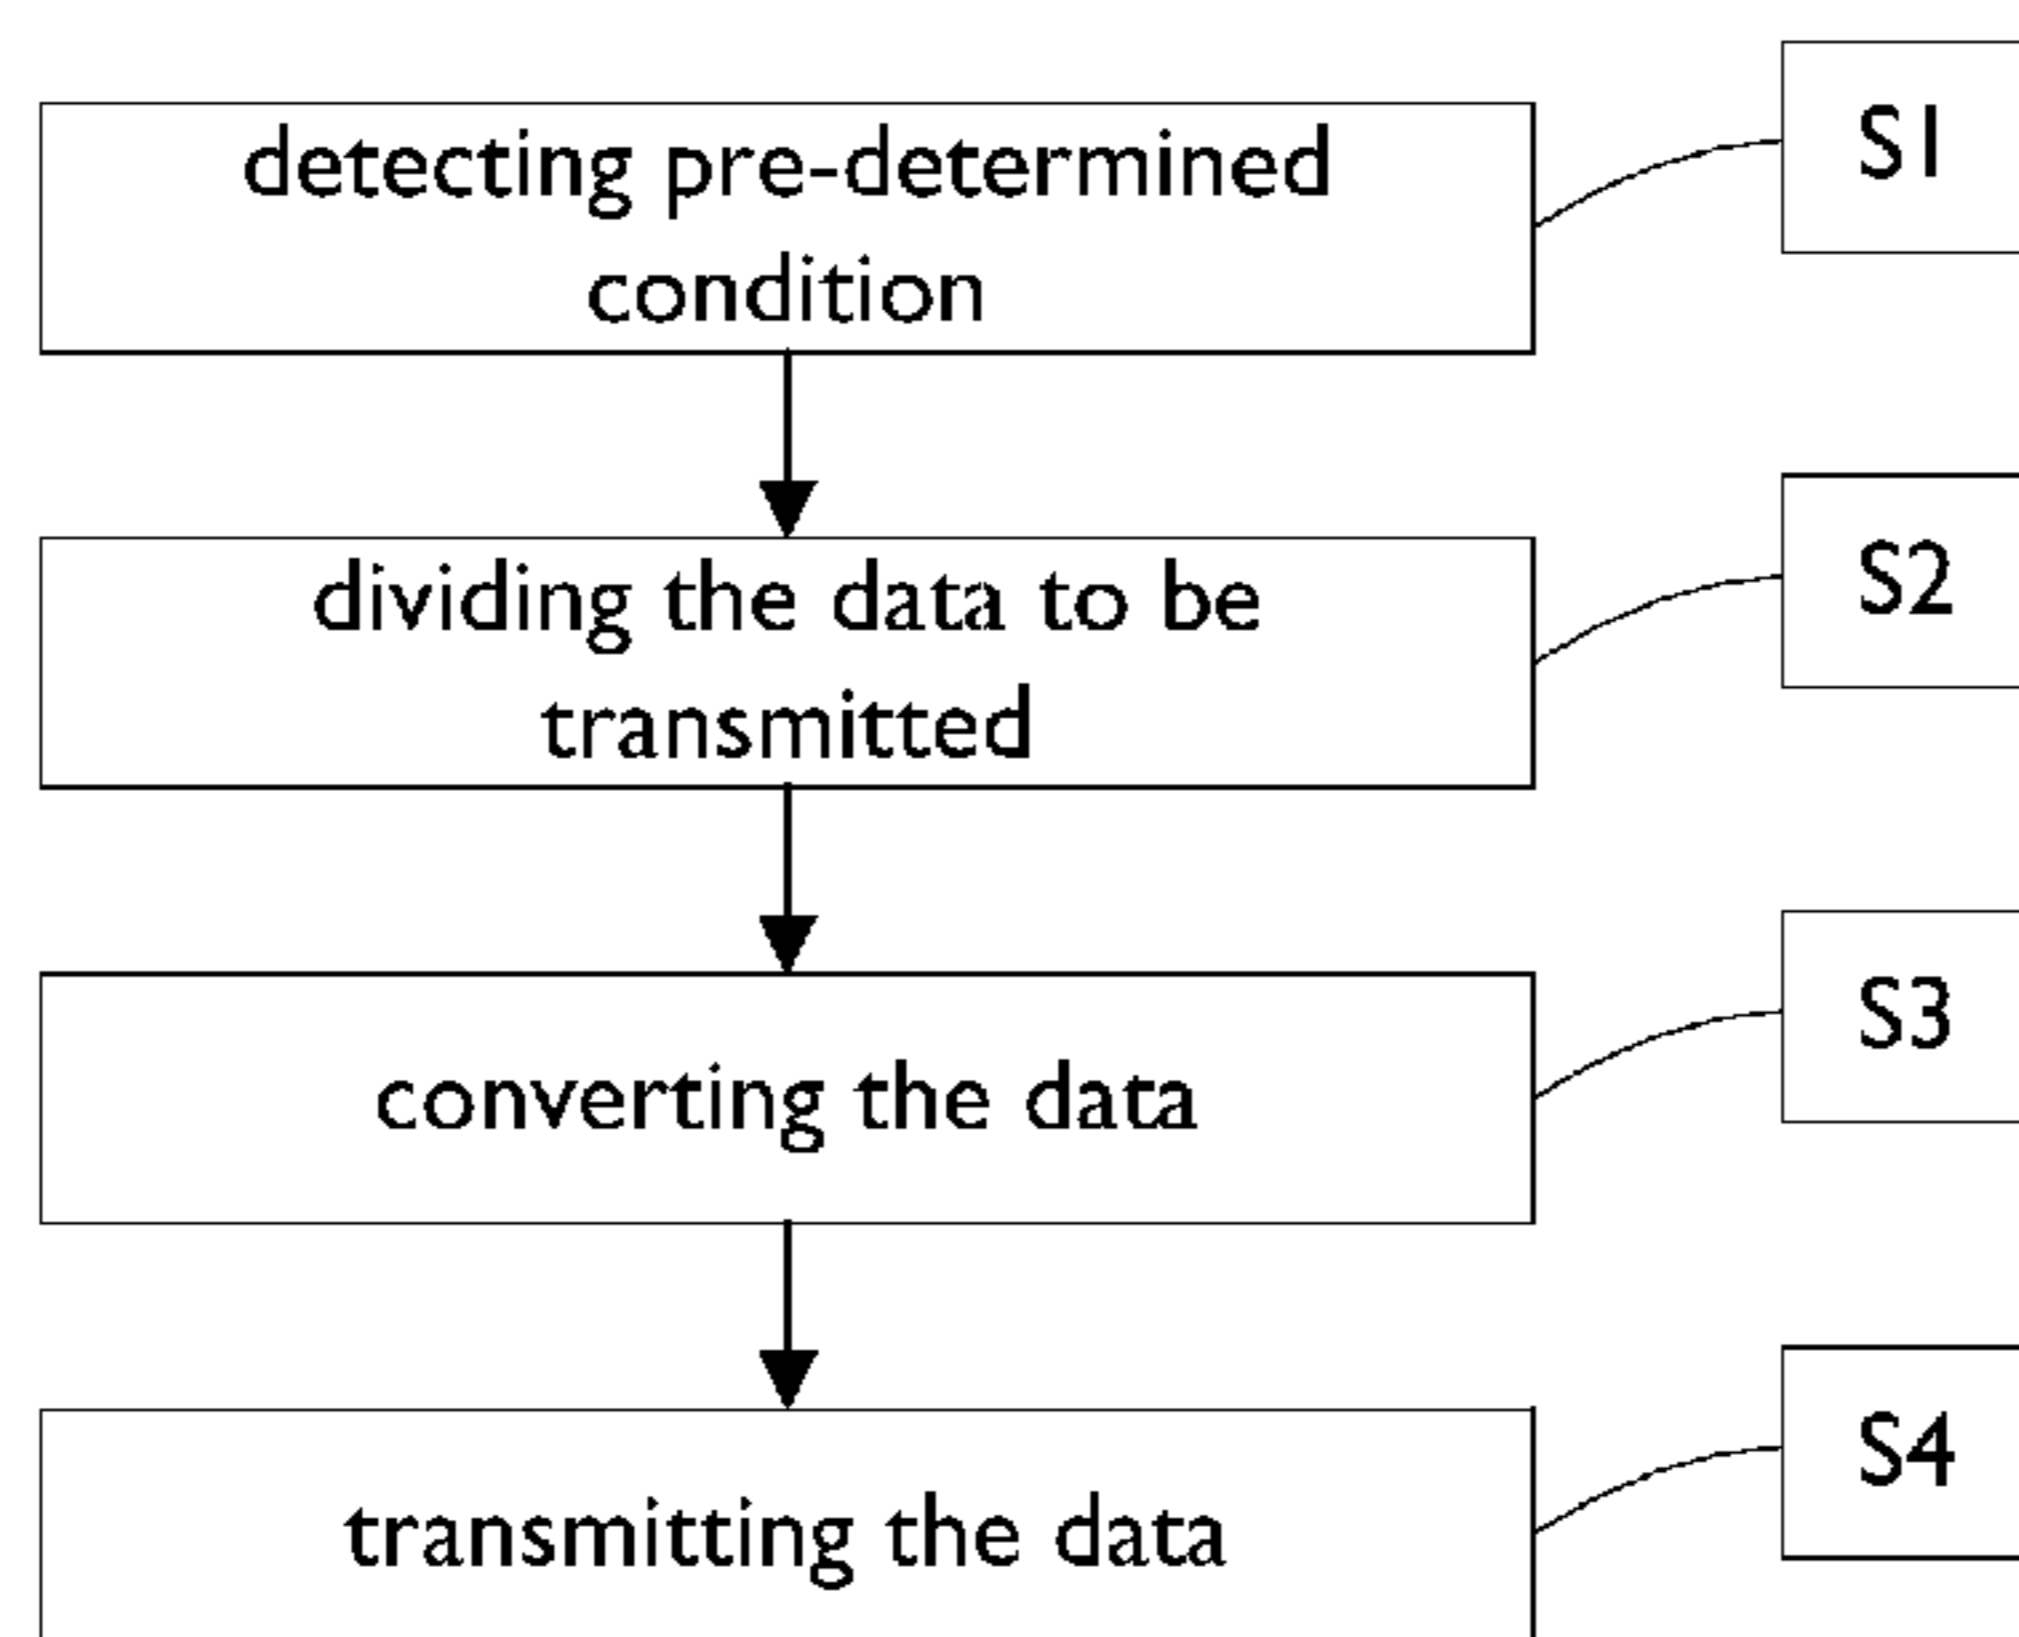 detecting pre-determined
condition
S1
dividing the data to be
transmitted
S2
converting the data
S3
transmitting the data
S4